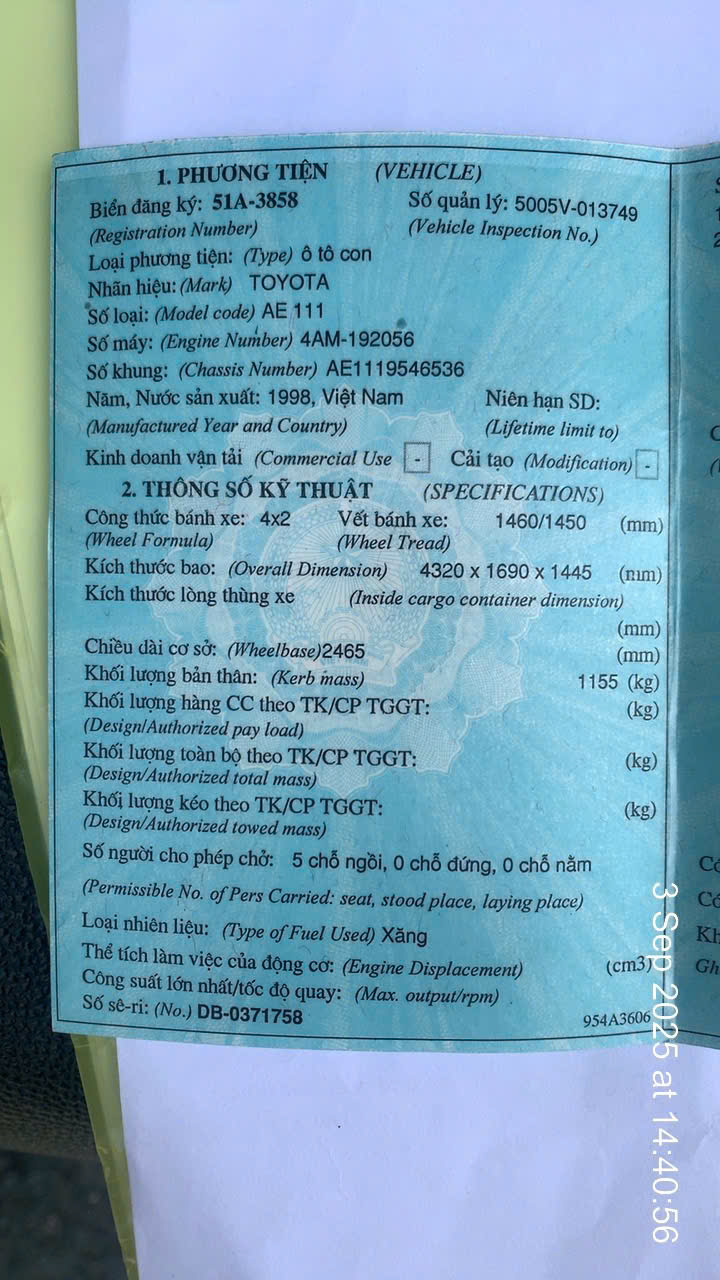 1. PHƯƠNG TIỆN (VEHICLE)
Biển đăng ký: 51A-3858 Số quản lý: 5005V-013749
(Registration Number) (Vehicle Inspection No.)
Loại phương tiện: (Type) ô tô con
Nhãn hiệu: (Mark) TOYOTA
Số loại: (Model code) AE 111
Số máy: (Engine Number) 4AM-192056
Số khung: (Chassis Number) AE1119546536
Năm, Nước sản xuất: 1998, Việt Nam Niên hạn SD:
(Manufactured Year and Country) (Lifetime limit to)
Kinh doanh vận tải (Commercial Use - Cải tạo (Modification) -
2. THÔNG SỐ KỸ THUẬT (SPECIFICATIONS)
Công thức bánh xe: 4x2 Vết bánh xe: 1460/1450 (mm)
(Wheel Formula) (Wheel Tread)
Kích thước bao: (Overall Dimension) 4320 x 1690 x 1445 (mm)
Kích thước lòng thùng xe (Inside cargo container dimension)
(mm)
Chiều dài cơ sở: (Wheelbase)2465 (mm)
Khối lượng bản thân: (Kerb mass) 1155 (kg)
Khối lượng hàng CC theo TK/CP TGGT: (kg)
(Design/Authorized pay load)
Khối lượng toàn bộ theo TK/CP TGGT: (kg)
(Design/Authorized total mass)
Khối lượng kéo theo TK/CP TGGT: (kg)
(Design/Authorized towed mass)
Số người cho phép chở: 5 chỗ ngồi, 0 chỗ đứng, 0 chỗ nằm
(Permissible No. of Pers Carried: seat, stood place, laying place)
Loại nhiên liệu: (Type of Fuel Used) Xăng
Thể tích làm việc của động cơ: (Engine Displacement) (cm3)
Công suất lớn nhất/tốc độ quay: (Max. output/rpm)
Số sê-ri: (No.) DB-0371758 954A3606
3 Sep 2025 at 14:40:56